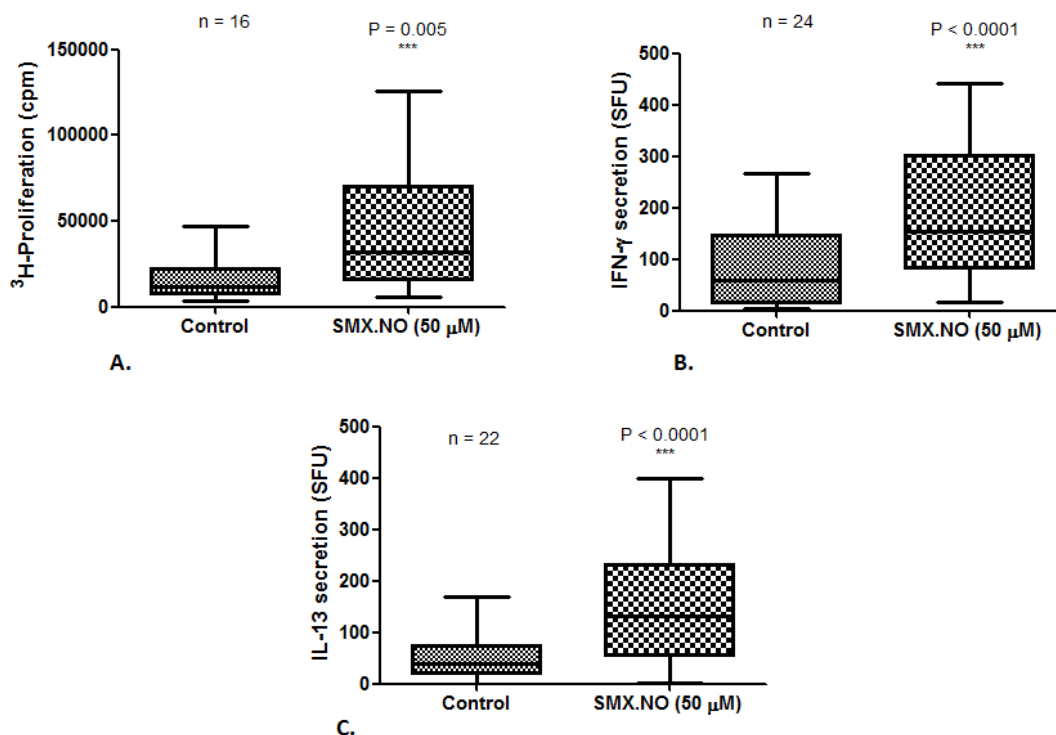 n = 16
P = 0.005
***
³H-Proliferation (cpm)
150000
100000
50000
0
Control
SMX.NO (50 μM)
A.
n = 24
P < 0.0001
***
IFN-γ secretion (SFU)
500
400
300
200
100
0
Control
SMX.NO (50 μM)
B.
n = 22
P < 0.0001
***
IL-13 secretion (SFU)
500
400
300
200
100
0
Control
SMX.NO (50 μM)
C.